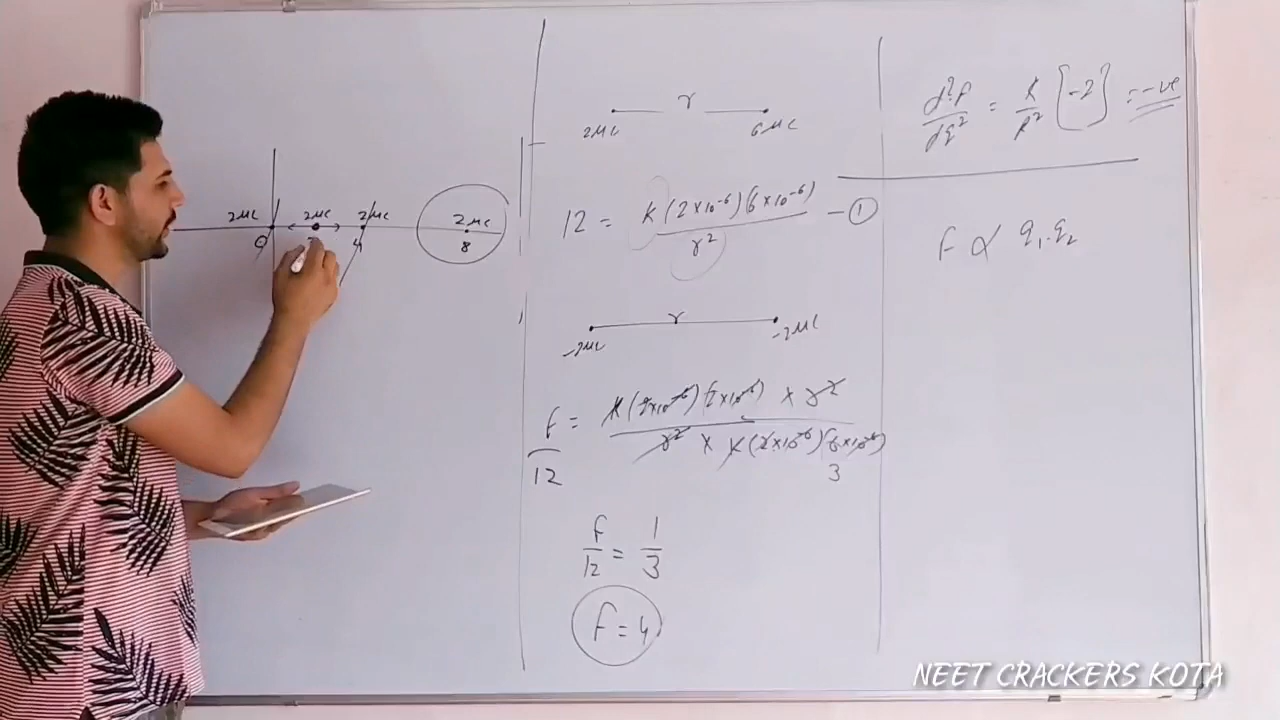 2μC 2μC 2μC 2μC
0 4 8
r
2μC 6μC
12 = k(2×10⁻⁶)(6×10⁻⁶) / r² – ①
r
-2μC
F/12 = k(2×10⁻⁶)(2×10⁻⁶) × r² / r² × k(2×10⁻⁶)(6×10⁻⁶)
3
F/12 = 1/3
F = 4
d²F/dq² = k/R² [-2] = -ve
F ∝ q₁.q₂
NEET CRACKERS KOTA